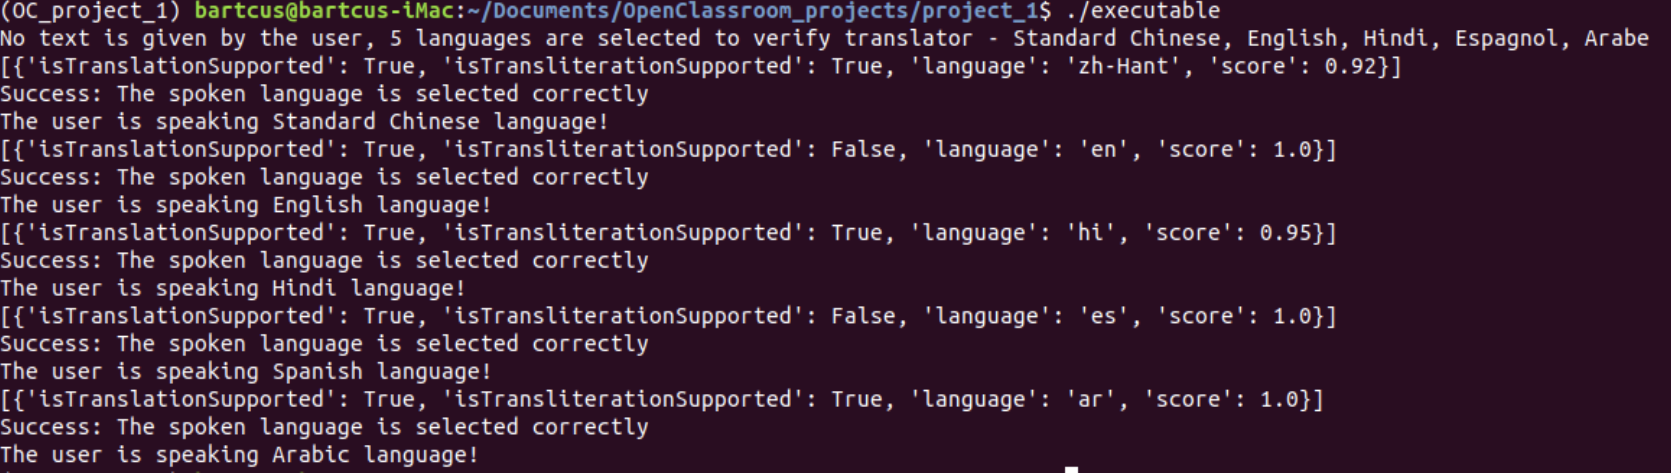 (OC_project_1) bartcus@bartcus-iMac:~/Documents/OpenClassroom_projects/project_1$ ./executable
No text is given by the user, 5 languages are selected to verify translator - Standard Chinese, English, Hindi, Espagnol, Arabe
[{'isTranslationSupported': True, 'isTransliterationSupported': True, 'language': 'zh-Hant', 'score': 0.92}]
Success: The spoken language is selected correctly
The user is speaking Standard Chinese language!
[{'isTranslationSupported': True, 'isTransliterationSupported': False, 'language': 'en', 'score': 1.0}]
Success: The spoken language is selected correctly
The user is speaking English language!
[{'isTranslationSupported': True, 'isTransliterationSupported': True, 'language': 'hi', 'score': 0.95}]
Success: The spoken language is selected correctly
The user is speaking Hindi language!
[{'isTranslationSupported': True, 'isTransliterationSupported': False, 'language': 'es', 'score': 1.0}]
Success: The spoken language is selected correctly
The user is speaking Spanish language!
[{'isTranslationSupported': True, 'isTransliterationSupported': True, 'language': 'ar', 'score': 1.0}]
Success: The spoken language is selected correctly
The user is speaking Arabic language!